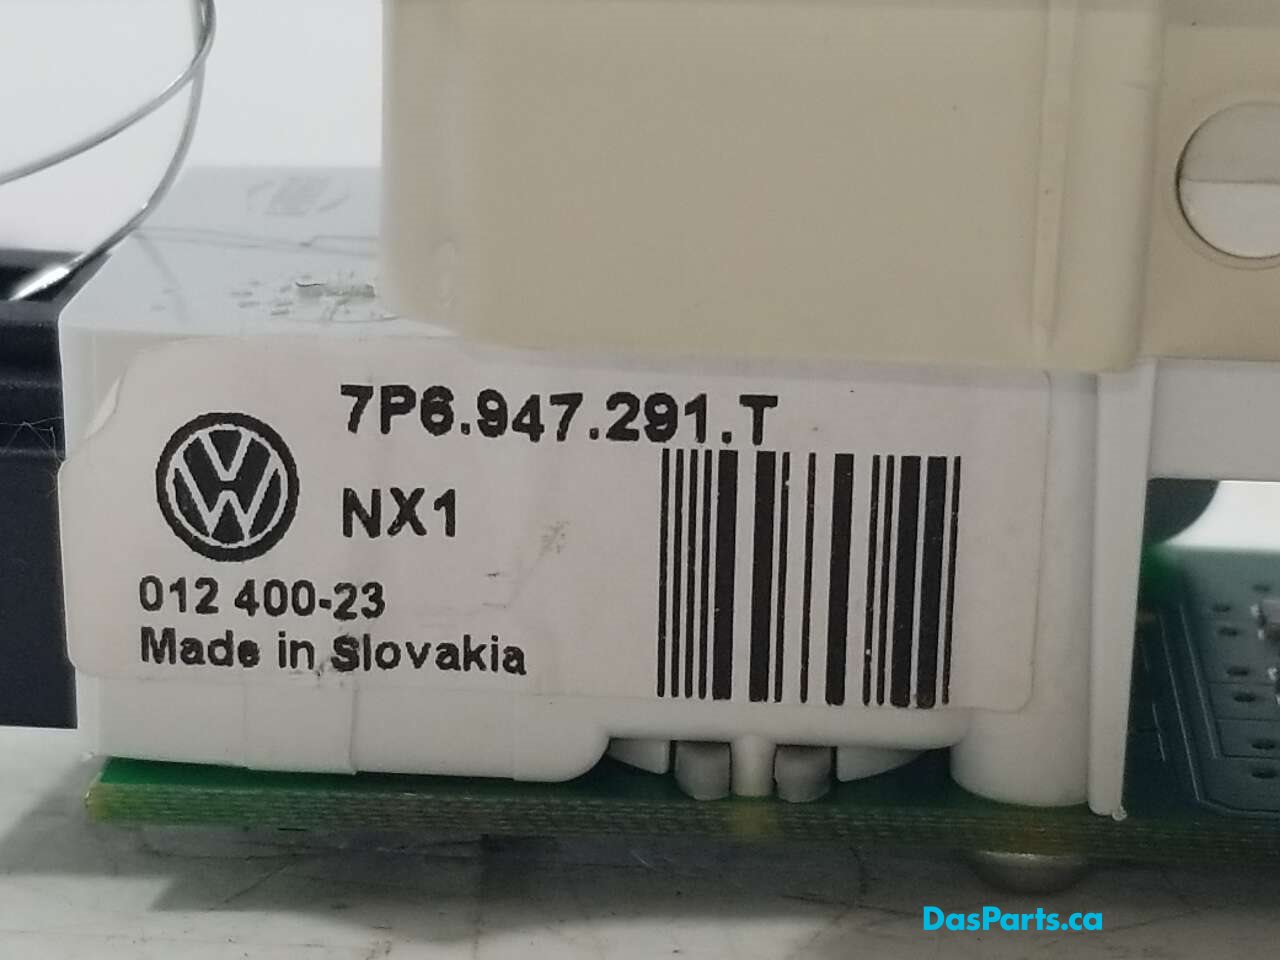 7P6.947.291.T
NX1
012 400-23
Made in Slovakia
DasParts.ca